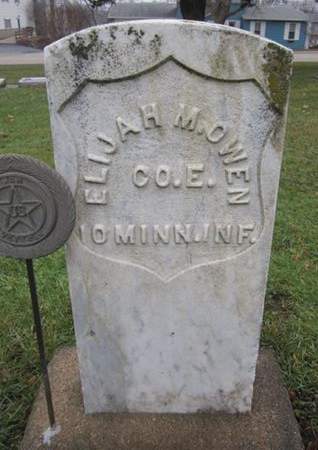 ELIJAH M. OWEN
CO. E.
10 MINN. INF.